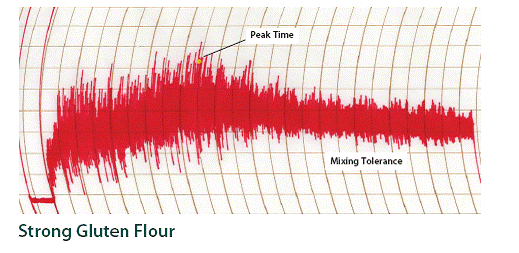 Peak Time
Mixing Tolerance
Strong Gluten Flour